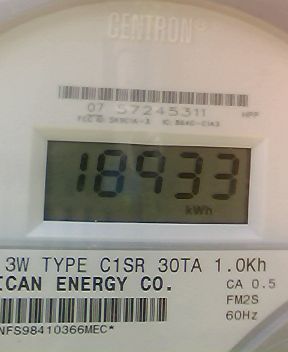 CENTRON®
07 57245311 HPP
18933
kWh
3W TYPE C1SR 30TA 1.0Kh
ICAN ENERGY CO. CA 0.5
FM2S
NFS98410366MEC* 60Hz